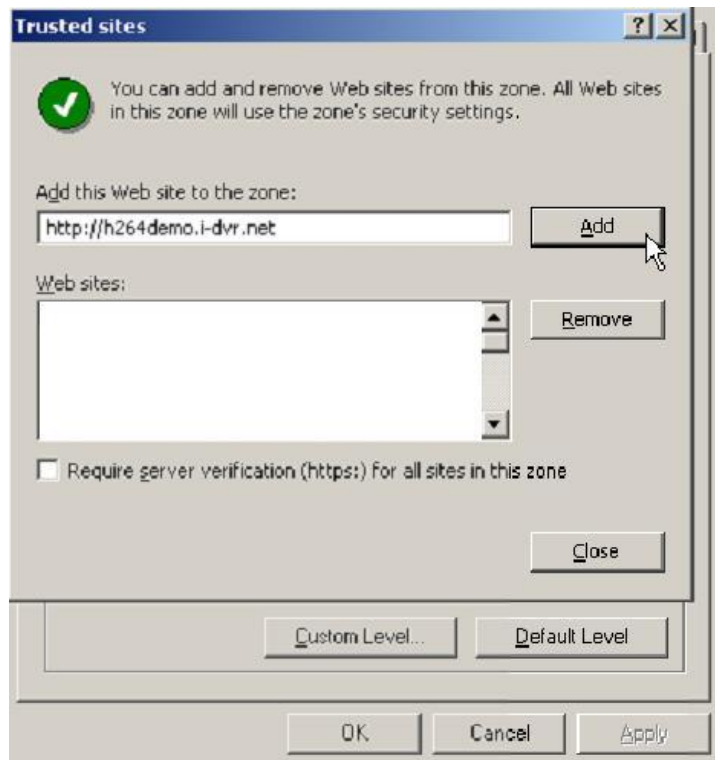 Trusted sites
You can add and remove Web sites from this zone. All Web sites
in this zone will use the zone's security settings.
Add this Web site to the zone:
http://h264demo.i-dvr.net
Add
Web sites:
Remove
Require server verification (https:) for all sites in this zone
Close
Custom Level...
Default Level
OK
Cancel
Apply